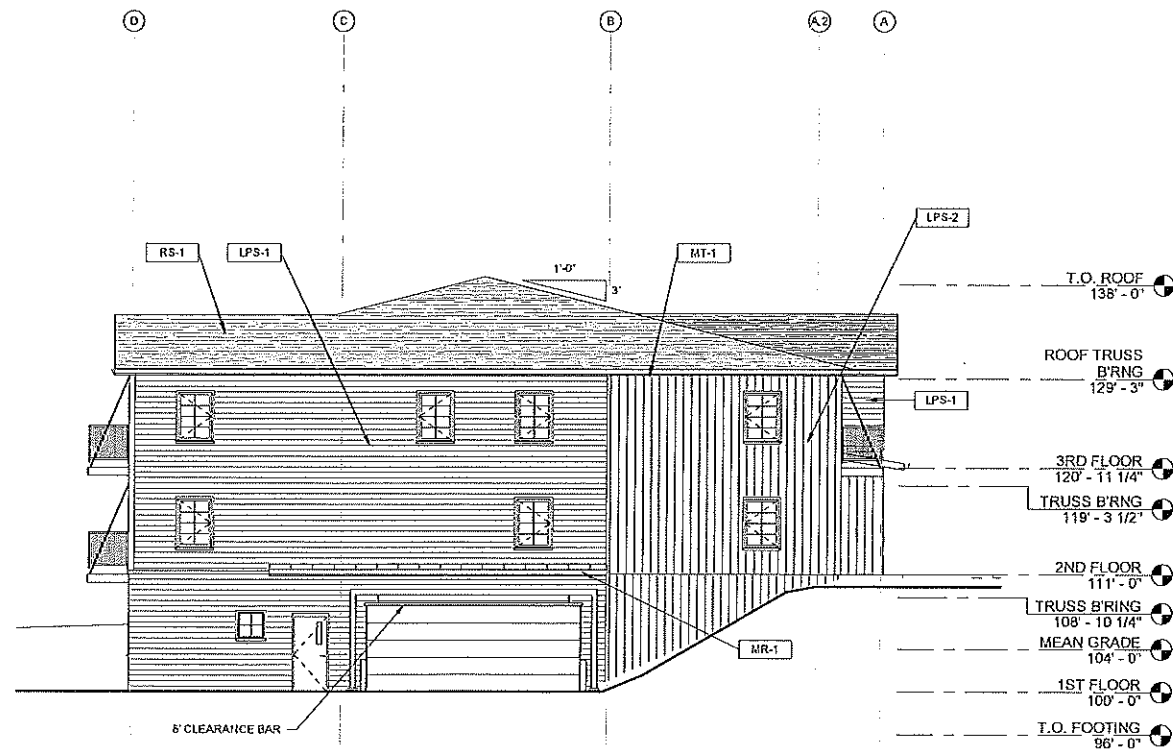 D C B A.2 A
LPS-2
RS-1 LPS-1 MT-1
1'-0"
3'
T.O. ROOF
138' - 0"
ROOF TRUSS
B'RNG
129' - 3"
LPS-1
3RD FLOOR
120' - 11 1/4"
TRUSS B'RNG
119' - 3 1/2"
2ND FLOOR
111' - 0"
TRUSS B'RING
108' - 10 1/4"
MR-1
MEAN GRADE
104' - 0"
1ST FLOOR
100' - 0"
CLEARANCE BAR
T.O. FOOTING
96' - 0"